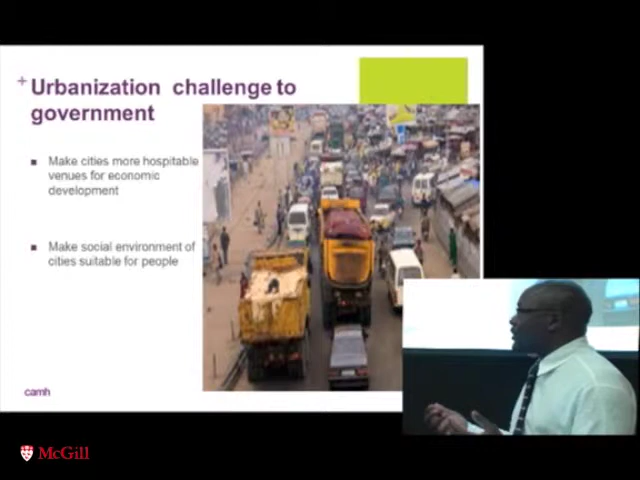 + Urbanization challenge to
government
■ Make cities more hospitable
venues for economic
development
■ Make social environment of
cities suitable for people
camh
McGill